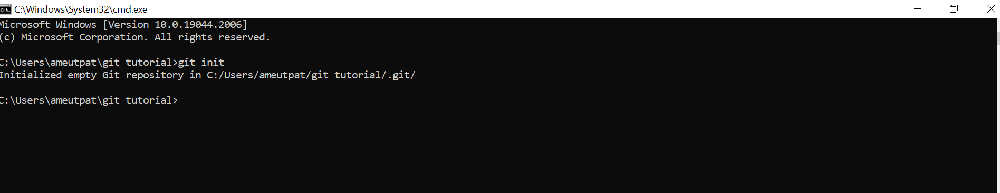 C:\Windows\System32\cmd.exe
Microsoft Windows [Version 10.0.19044.2006]
(c) Microsoft Corporation. All rights reserved.
C:\Users\ameutpat\git tutorial>git init
Initialized empty Git repository in C:/Users/ameutpat/git tutorial/.git/
C:\Users\ameutpat\git tutorial>